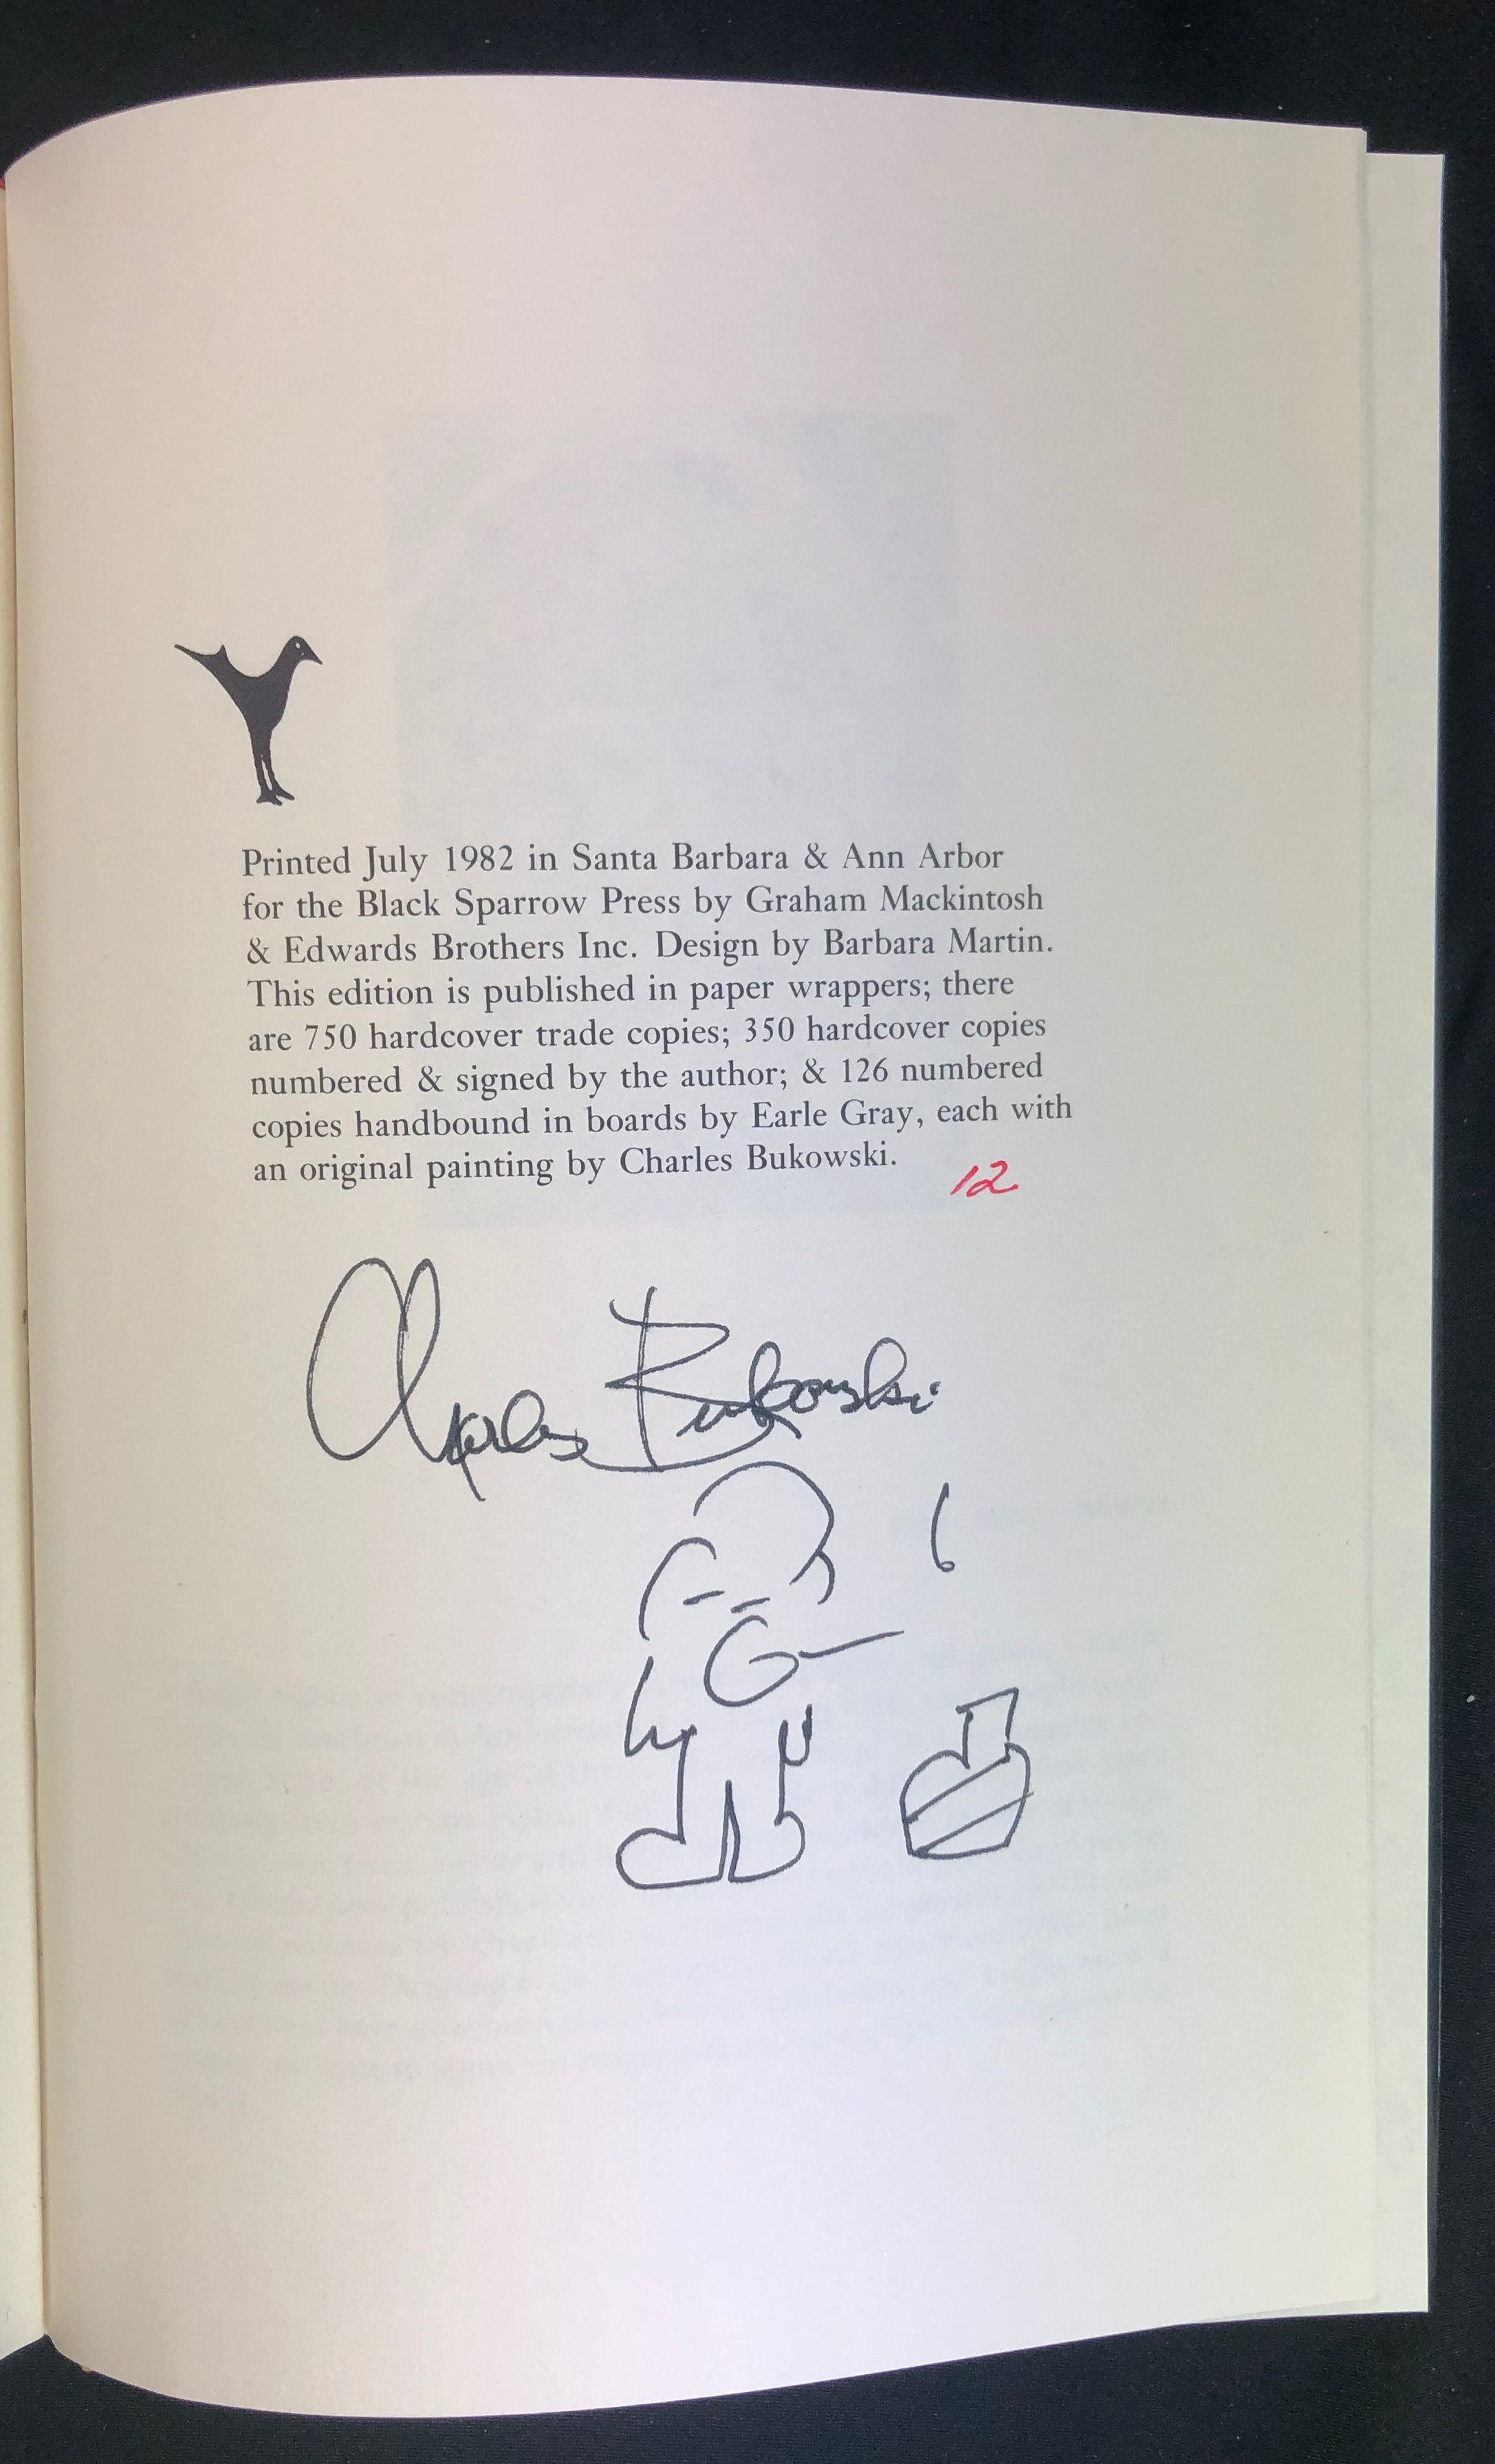 Printed July 1982 in Santa Barbara & Ann Arbor
for the Black Sparrow Press by Graham Mackintosh
& Edwards Brothers Inc. Design by Barbara Martin.
This edition is published in paper wrappers; there
are 750 hardcover trade copies; 350 hardcover copies
numbered & signed by the author; & 126 numbered
copies handbound in boards by Earle Gray, each with
an original painting by Charles Bukowski.
12
Charles Bukowski